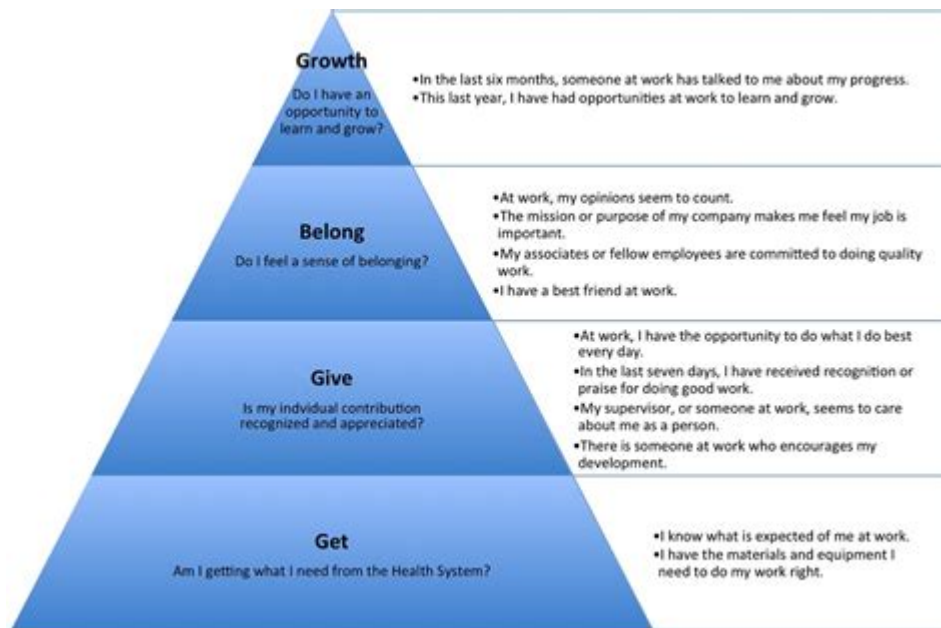 Growth
Do I have an
opportunity to
learn and grow?
•In the last six months, someone at work has talked to me about my progress.
•This last year, I have had opportunities at work to learn and grow.
Belong
Do I feel a sense of belonging?
•At work, my opinions seem to count.
•The mission or purpose of my company makes me feel my job is
important.
•My associates or fellow employees are committed to doing quality
work.
•I have a best friend at work.
Give
Is my indvidual contribution
recognized and appreciated?
•At work, I have the opportunity to do what I do best
every day.
•In the last seven days, I have received recognition or
praise for doing good work.
•My supervisor, or someone at work, seems to care
about me as a person.
•There is someone at work who encourages my
development.
Get
Am I getting what I need from the Health System?
•I know what is expected of me at work.
•I have the materials and equipment I
need to do my work right.